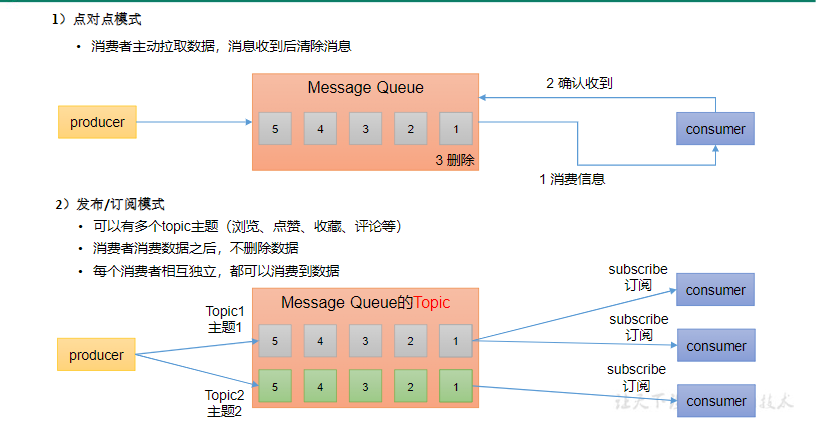 1）点对点模式
• 消费者主动拉取数据，消息收到后清除消息
Message Queue
producer
5 4 3 2 1
3 删除
2 确认收到
consumer
1 消费信息
2）发布/订阅模式
• 可以有多个topic主题（浏览、点赞、收藏、评论等）
• 消费者消费数据之后，不删除数据
• 每个消费者相互独立，都可以消费到数据
Message Queue的Topic
producer
Topic1
主题1
5 4 3 2 1
Topic2
主题2
5 4 3 2 1
subscribe
订阅
consumer
subscribe
订阅
consumer
subscribe
订阅
consumer
让天下 技术